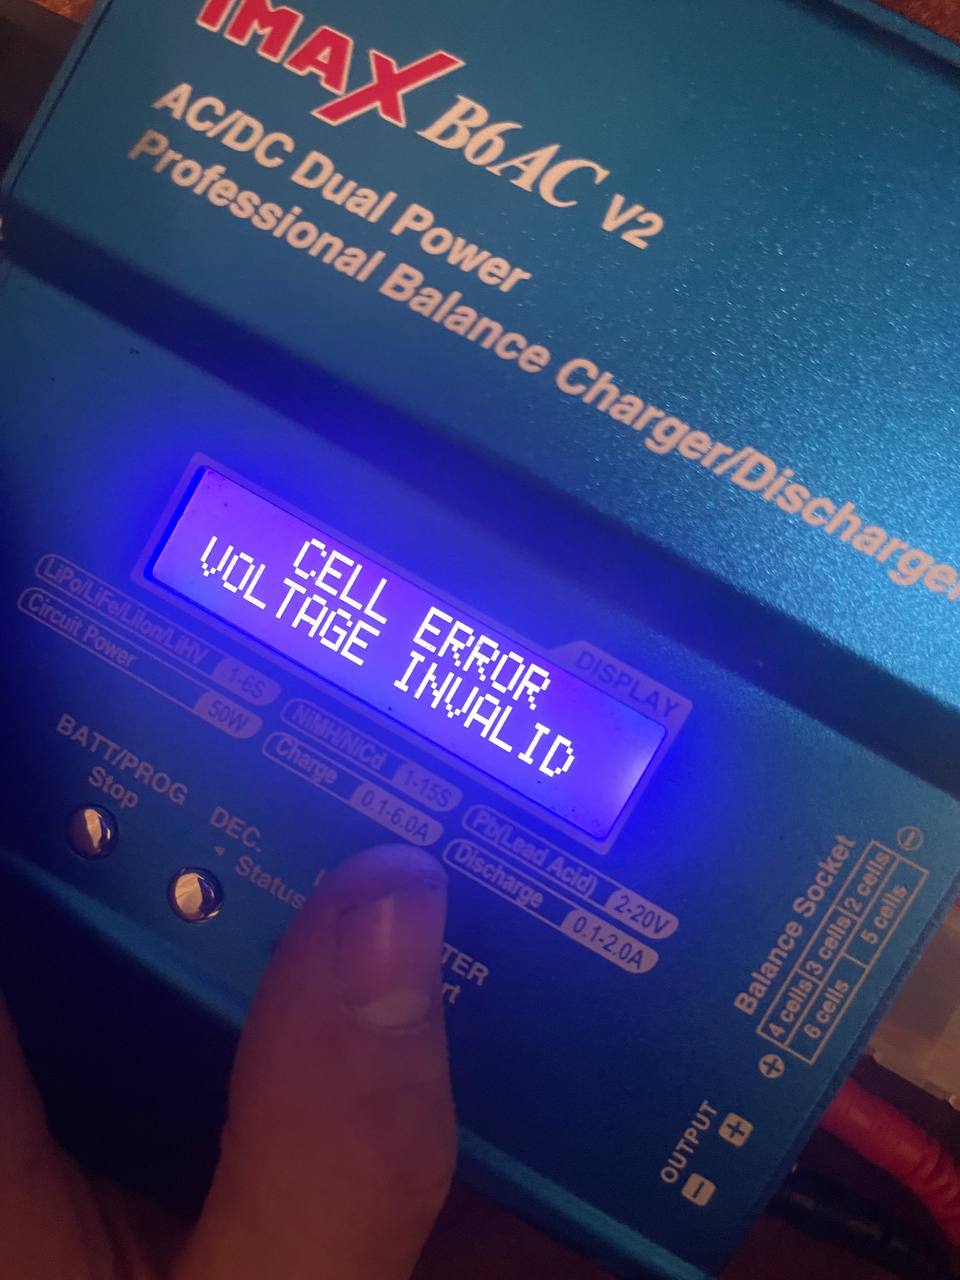 iMAX B6AC V2
AC/DC Dual Power
Professional Balance Charger/Discharger
CELL ERROR
VOLTAGE INVALID
DISPLAY
LiPo/LiFe/LiIon/LiHV 1-6S
NiMH/NiCd 1-15S
Pb(Lead Acid) 2-20V
Circuit Power 50W
Charge 0.1-6.0A
Discharge 0.1-2.0A
BATT/PROG
Stop
DEC.
Status
Balance Socket
4 cells 3 cells 2 cells
6 cells 5 cells
OUTPUT